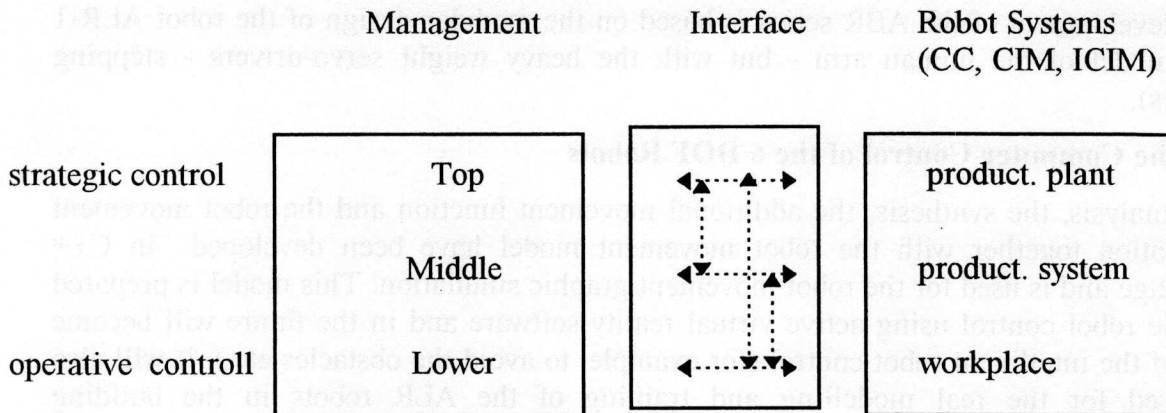 Management Interface Robot Systems
(CC, CIM, ICIM)
strategic control Top product. plant
Middle product. system
operative controll Lower workplace